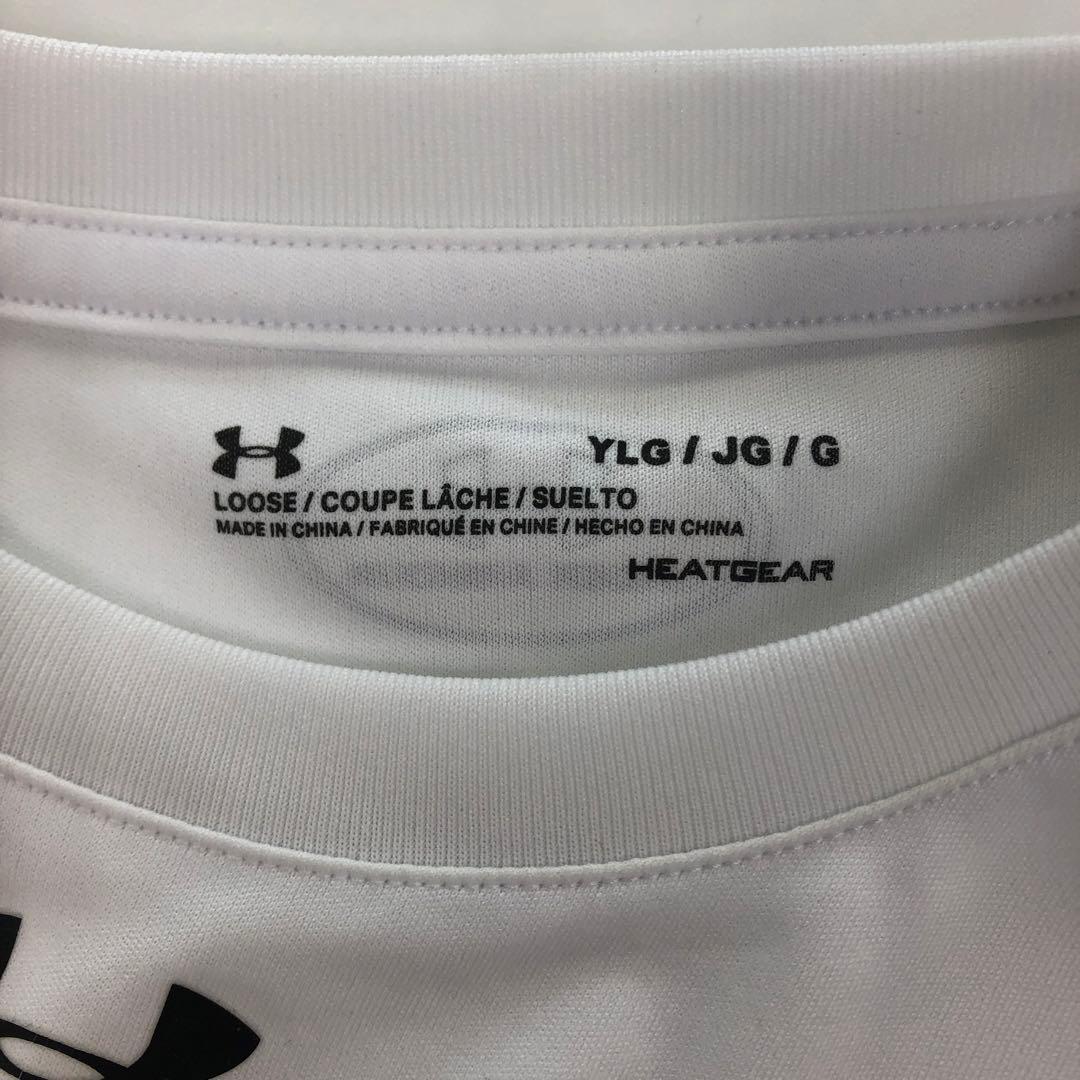 YLG / JG / G
LOOSE / COUPE LÂCHE / SUELTO
MADE IN CHINA / FABRIQUÉ EN CHINE / HECHO EN CHINA
HEATGEAR